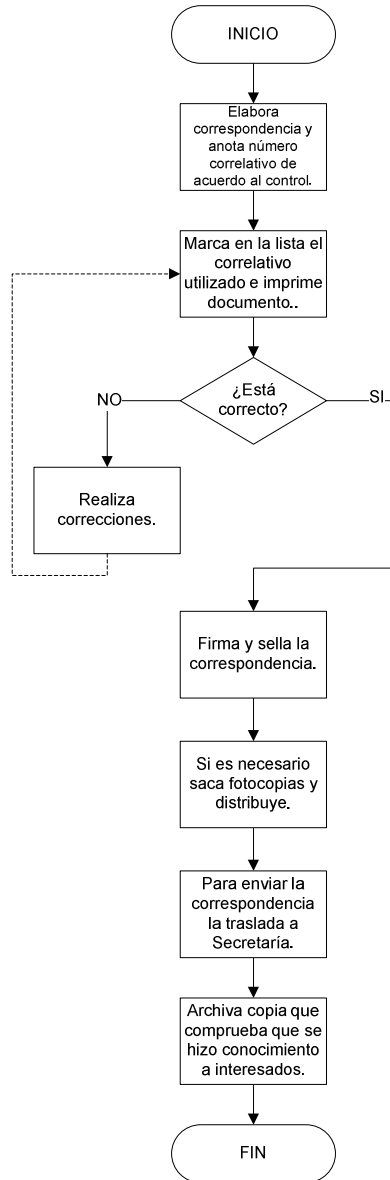 INICIO
Elabora
correspondencia y
anota número
correlativo de
acuerdo al control.
Marca en la lista el
correlativo
utilizado e imprime
documento..
¿Está
correcto?
NO
SI
Realiza
correcciones.
Firma y sella la
correspondencia.
Si es necesario
saca fotocopias y
distribuye.
Para enviar la
correspondencia
la traslada a
Secretaría.
Archiva copia que
comprueba que se
hizo conocimiento
a interesados.
FIN